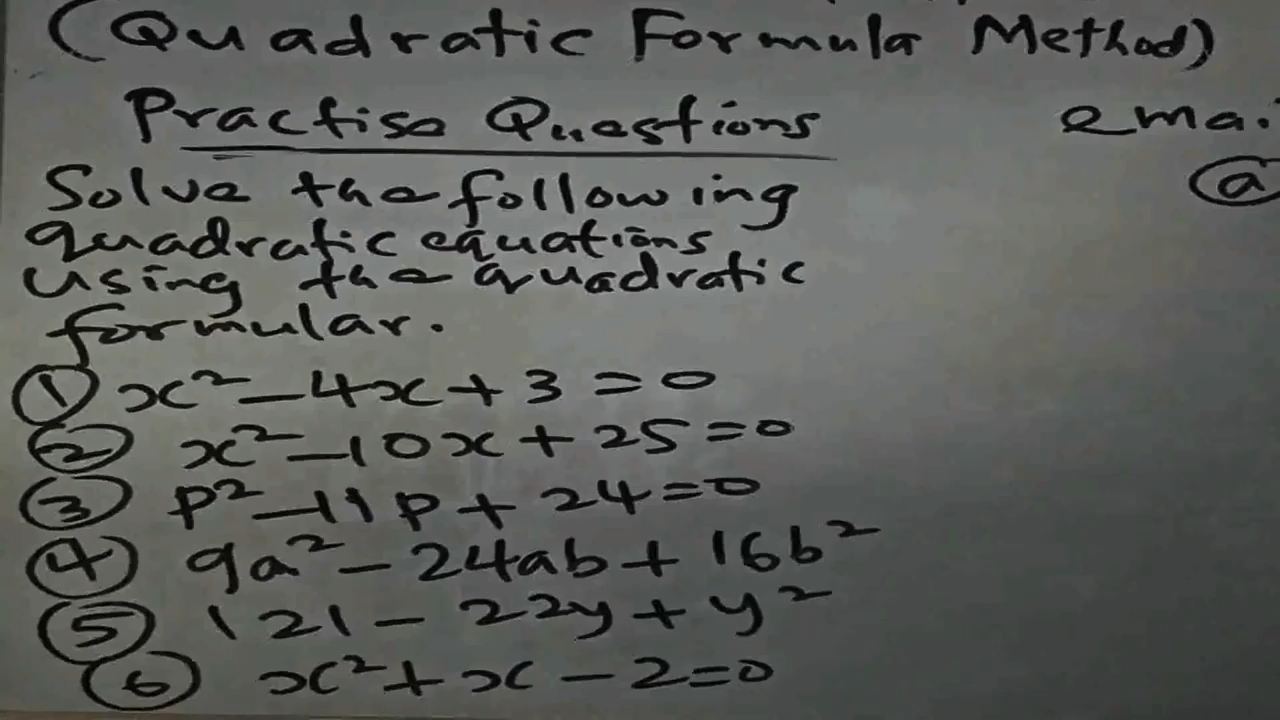 (Quadratic Formular Method)
Practise Questions
ema
@
Solve the following
quadratic equations
using the quadratic
formular.
① x² - 4x + 3 = 0
② x² - 10x + 25 = 0
③ p² - 11p + 24 = 0
④ 9a² - 24ab + 16b²
⑤ 121 - 22y + y²
⑥ x² + x - 2 = 0